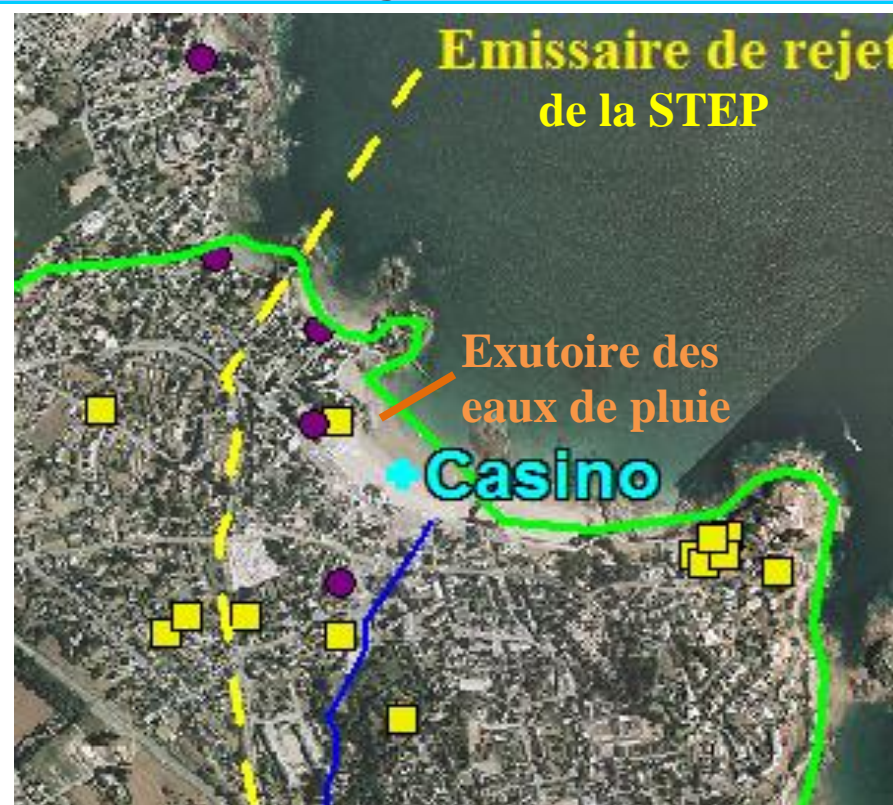 Emissaire de rejet
de la STEP
Exutoire des
eaux de pluie
Casino